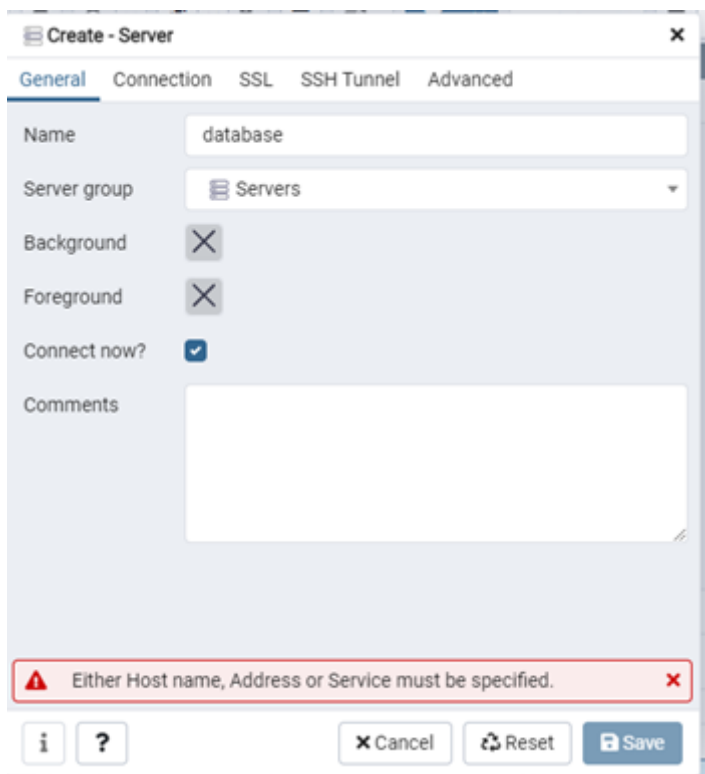 Create - Server
General Connection SSL SSH Tunnel Advanced
Name database
Server group Servers
Background
Foreground
Connect now?
Comments
Either Host name, Address or Service must be specified.
i ? Cancel Reset Save